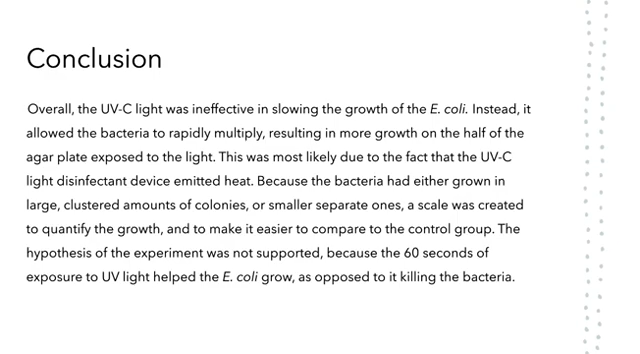 Conclusion
Overall, the UV-C light was ineffective in slowing the growth of the E. coli. Instead, it
allowed the bacteria to rapidly multiply, resulting in more growth on the half of the
agar plate exposed to the light. This was most likely due to the fact that the UV-C
light disinfectant device emitted heat. Because the bacteria had either grown in
large, clustered amounts of colonies, or smaller separate ones, a scale was created
to quantify the growth, and to make it easier to compare to the control group. The
hypothesis of the experiment was not supported, because the 60 seconds of
exposure to UV light helped the E. coli grow, as opposed to it killing the bacteria.